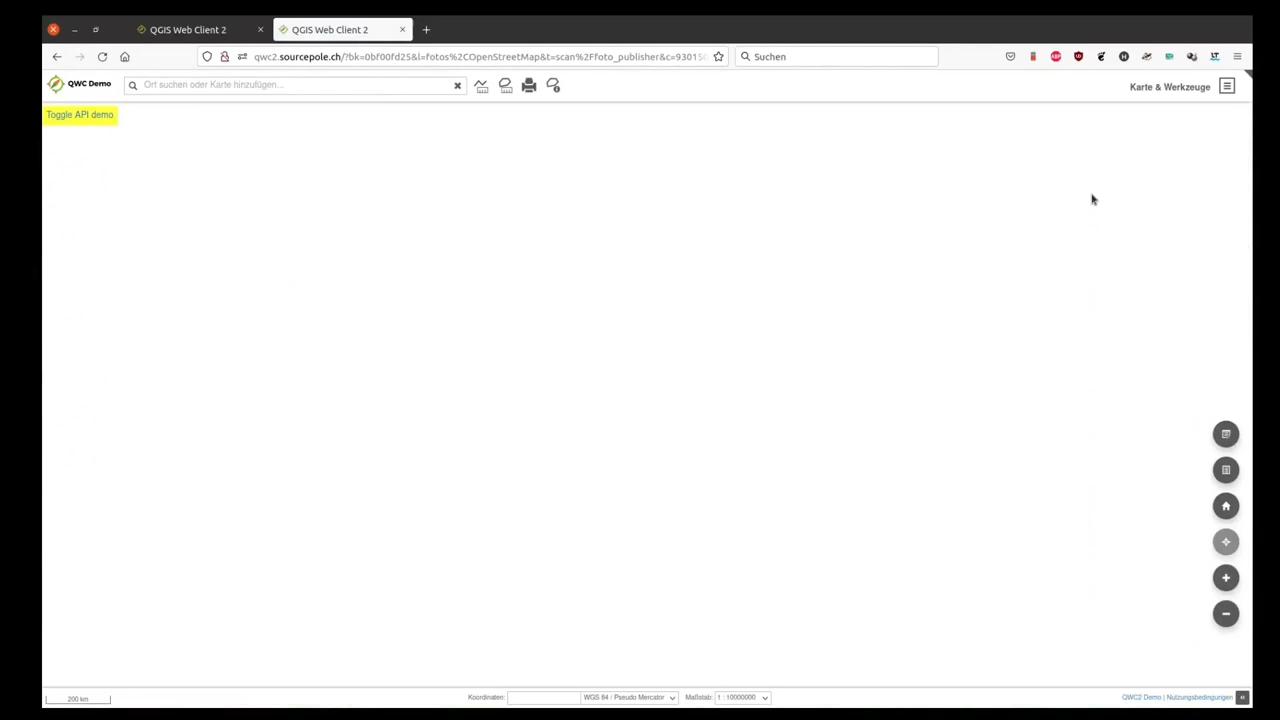 QGIS Web Client 2
QGIS Web Client 2
qwc2.sourcepole.ch/?bk=0bf00fd25&l=fotos%2COpenStreetMap&t=scan%2Ffoto_publisher&c=93015
Suchen
QWC Demo
Ort suchen oder Karte hinzufügen...
Karte & Werkzeuge
Toggle API demo
200 km
Koordinaten:
WGS 84 / Pseudo Mercator
Maßstab:
1 : 10000000
QWC2 Demo | Nutzungsbedingungen